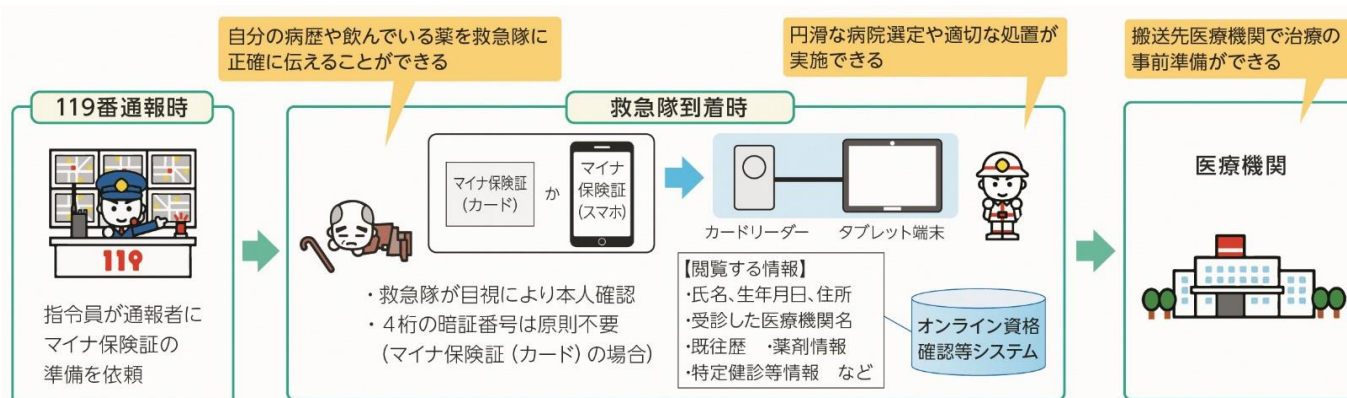 自分の病歴や飲んでいる薬を救急隊に
正確に伝えることができる
円滑な病院選定や適切な処置が
実施できる
搬送先医療機関で治療の
事前準備ができる
119番通報時
119
指令員が通報者に
マイナ保険証の
準備を依頼
救急隊到着時
マイナ保険証
(カード)
か
マイナ
保険証
(スマホ)
カードリーダー
タブレット端末
・救急隊が目視により本人確認
・4桁の暗証番号は原則不要
(マイナ保険証(カード)の場合)
【閲覧する情報】
・氏名、生年月日、住所
・受診した医療機関名
・既往歴 ・薬剤情報
・特定健診等情報 など
オンライン資格
確認等システム
医療機関